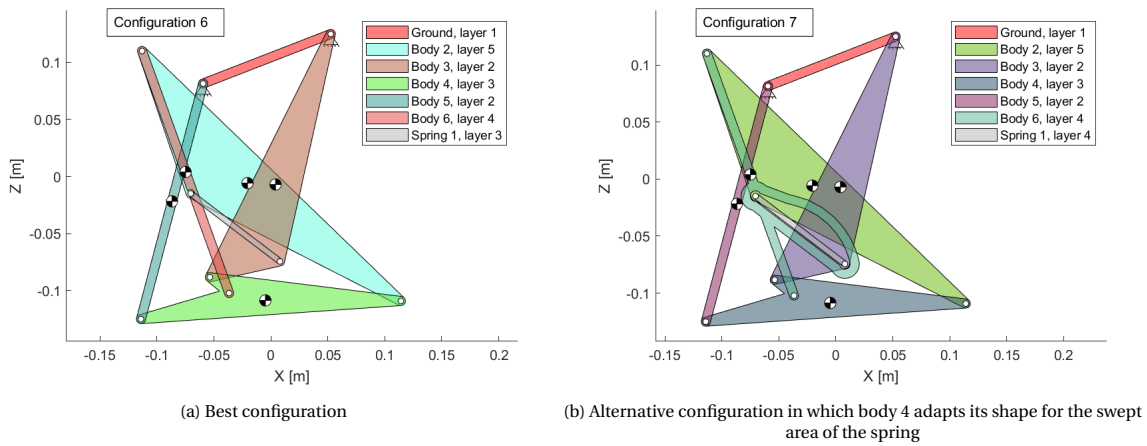 Configuration 6
Ground, layer 1
Body 2, layer 5
Body 3, layer 2
Body 4, layer 3
Body 5, layer 2
Body 6, layer 4
Spring 1, layer 3
0.1
0.05
0
-0.05
-0.1
Z [m]
-0.15 -0.1 -0.05 0 0.05 0.1 0.15 0.2
X [m]
(a) Best configuration
Configuration 7
Ground, layer 1
Body 2, layer 5
Body 3, layer 2
Body 4, layer 3
Body 5, layer 2
Body 6, layer 4
Spring 1, layer 4
0.1
0.05
0
-0.05
-0.1
Z [m]
-0.15 -0.1 -0.05 0 0.05 0.1 0.15 0.2
X [m]
(b) Alternative configuration in which body 4 adapts its shape for the swept
area of the spring